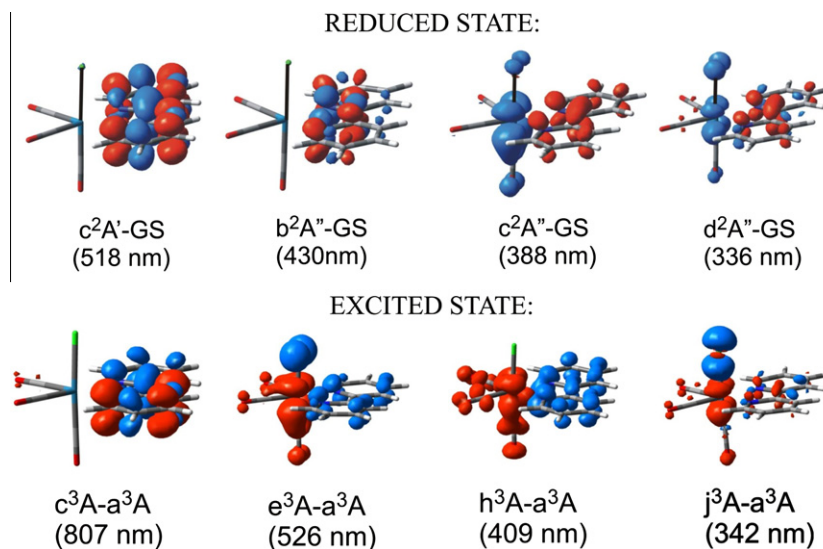 REDUCED STATE:
c²A’-GS b²A”-GS c²A”-GS d²A”-GS
(518 nm) (430nm) (388 nm) (336 nm)
EXCITED STATE:
c³A-a³A e³A-a³A h³A-a³A j³A-a³A
(807 nm) (526 nm) (409 nm) (342 nm)